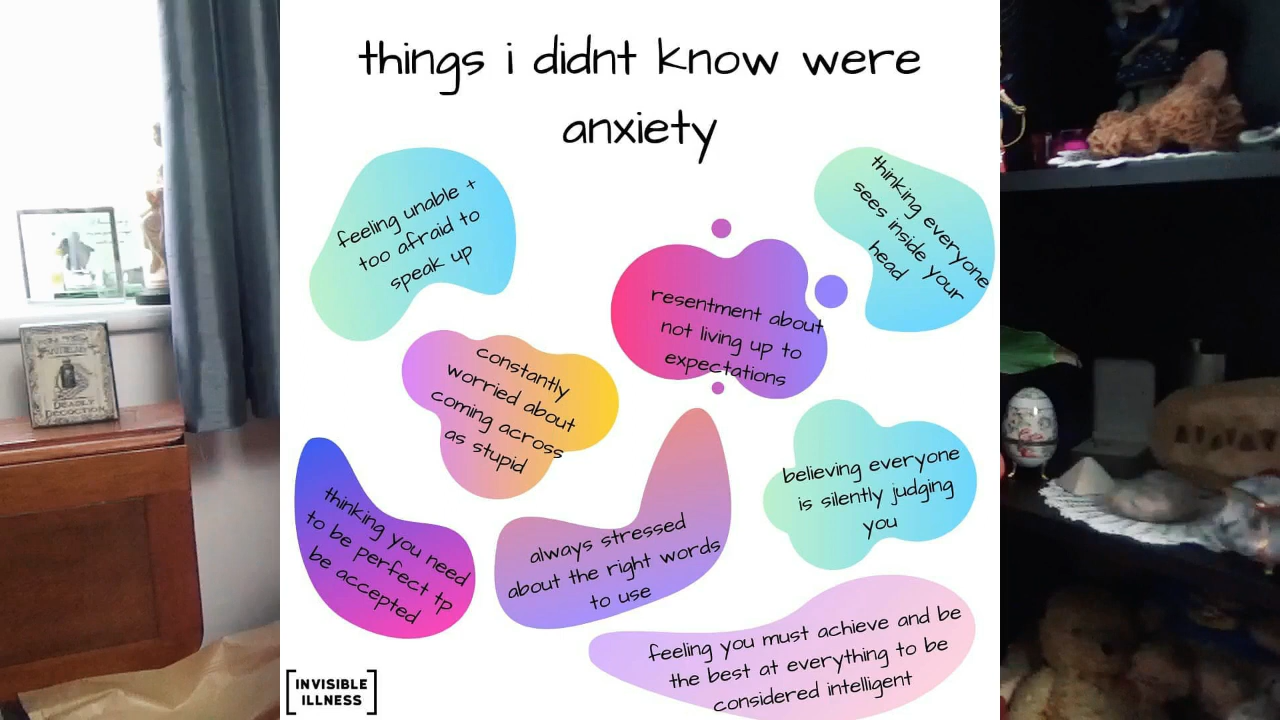 things i didnt know were
anxiety
feeling unable +
too afraid to
speak up
thinking everyone
sees inside your
head
resentment about
not living up to
expectations
constantly
worried about
coming across
as stupid
believing everyone
is silently judging
you
thinking you need
to be perfect tp
be accepted
always stressed
about the right words
to use
feeling you must achieve and be
the best at everything to be
considered intelligent
INVISIBLE
ILLNESS
DEADLY
DECOCTION